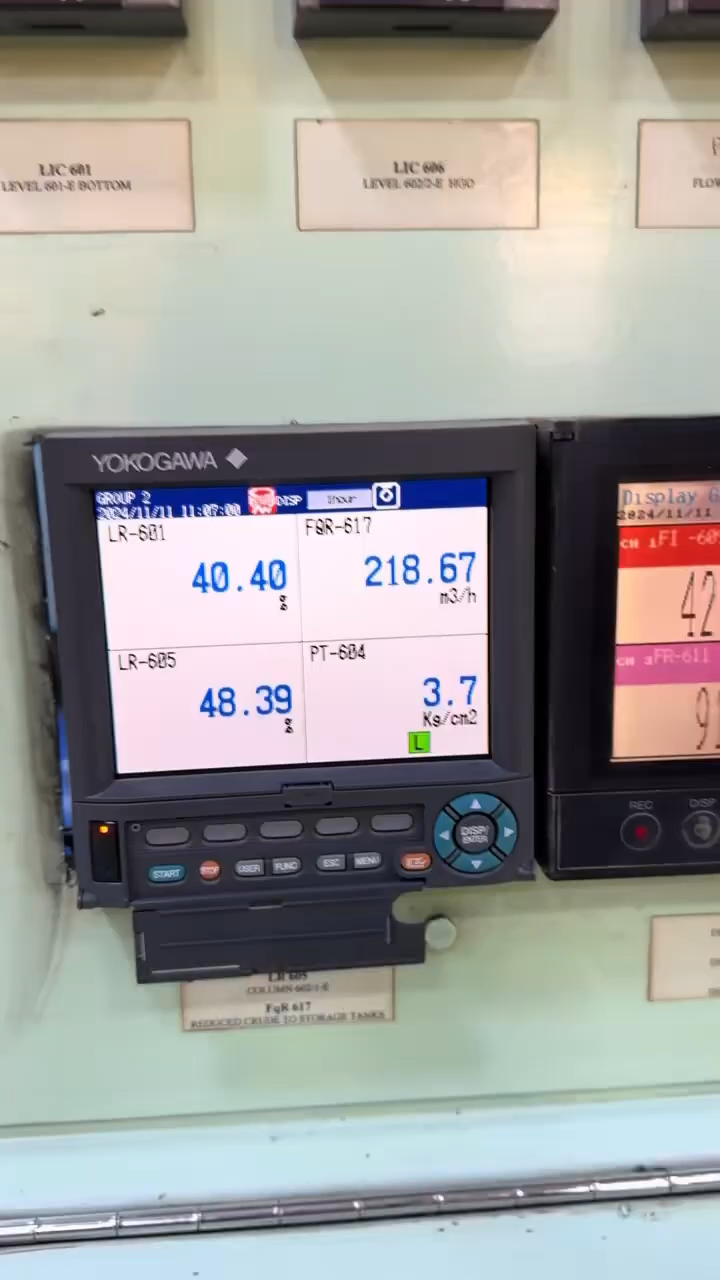 LIC 601
LEVEL 601-E BOTTOM
LIC 606
LEVEL 602/2-E HGO
YOKOGAWA
GROUP 2
2024/11/11 11:07:00
DISP
1hour
LR-601
40.40
%
FQR-617
218.67
m3/h
LR-605
48.39
%
PT-604
3.7
Kg/cm2
L
START
STOP
USER
FUNC
ESC
MENU
DISP/
ENTER
Display
2024/11/11
CH 1FI -609
42
CH 2FR-611
REC
DISP
LR 605
COLUMN 602/1-E
FqR 617
REDUCED CRUDE TO STORAGE TANKS